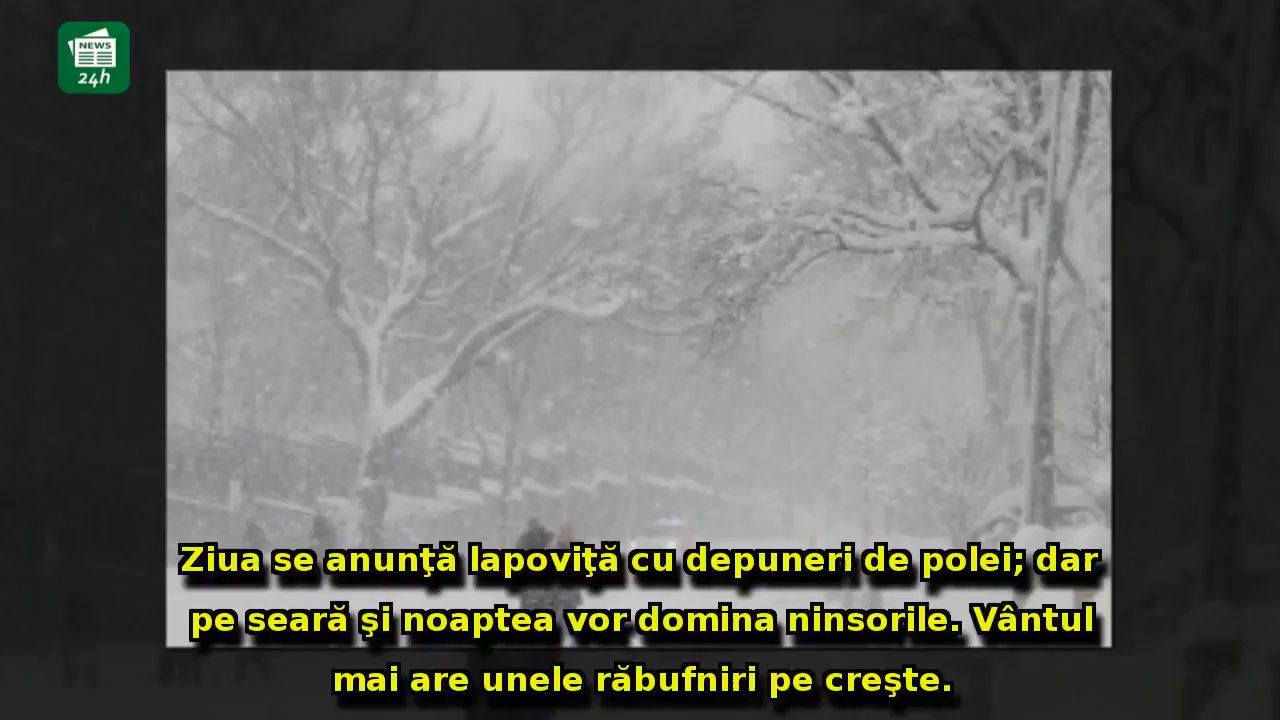 NEWS
24h
Ziua se anunţă lapoviţă cu depuneri de polei; dar
pe seară şi noaptea vor domina ninsorile. Vântul
mai are unele răbufniri pe creşte.